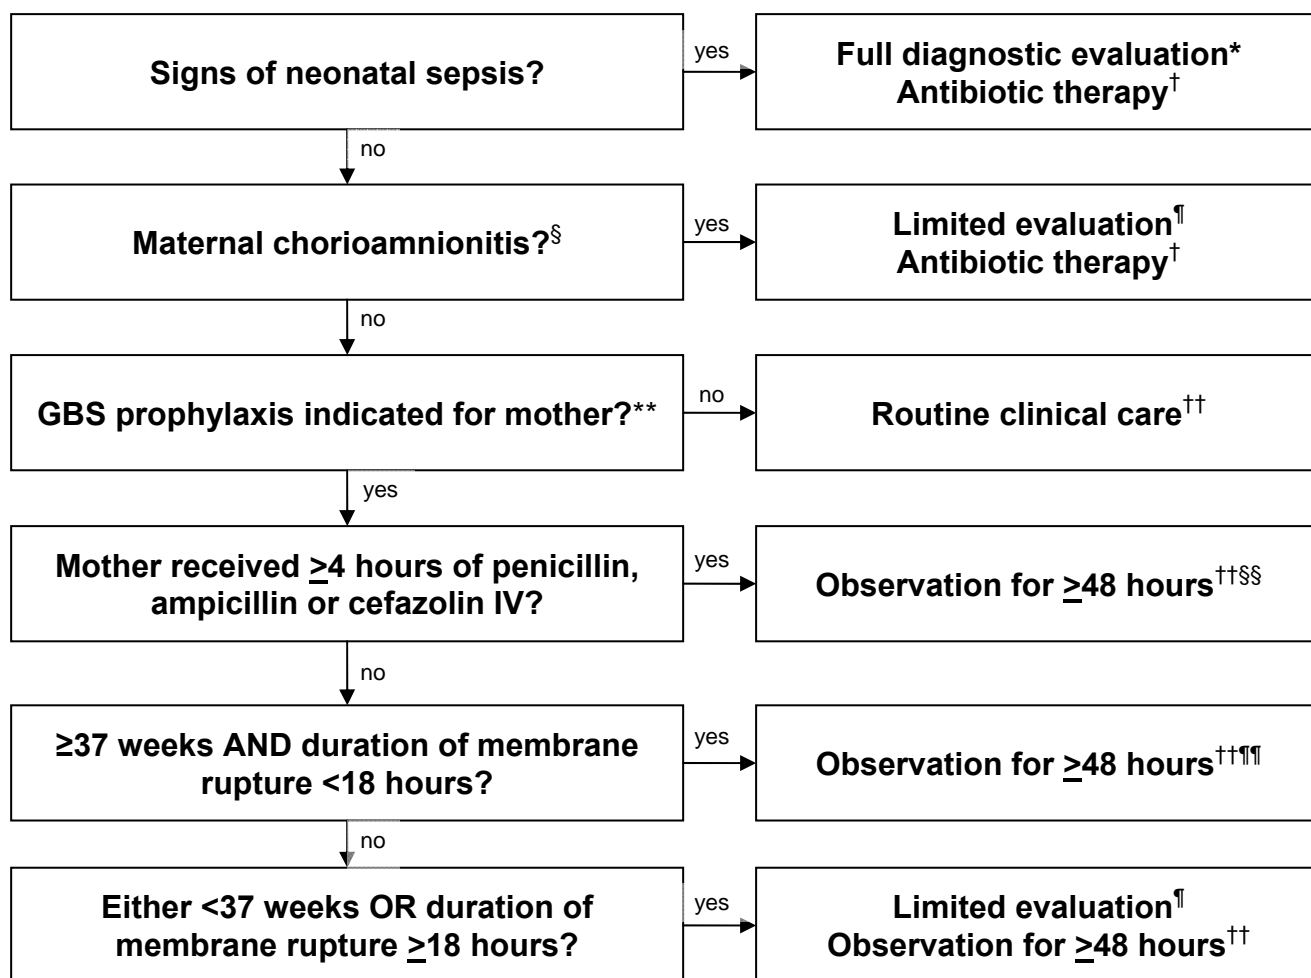 Signs of neonatal sepsis?
yes
Full diagnostic evaluation*
Antibiotic therapy†
no
Maternal chorioamnionitis?§
yes
Limited evaluation¶
Antibiotic therapy†
no
GBS prophylaxis indicated for mother?**
no
Routine clinical care††
yes
Mother received ≥4 hours of penicillin,
ampicillin or cefazolin IV?
yes
Observation for ≥48 hours††§§
no
≥37 weeks AND duration of membrane
rupture <18 hours?
yes
Observation for ≥48 hours††¶¶
no
Either <37 weeks OR duration of
membrane rupture ≥18 hours?
yes
Limited evaluation¶
Observation for ≥48 hours††